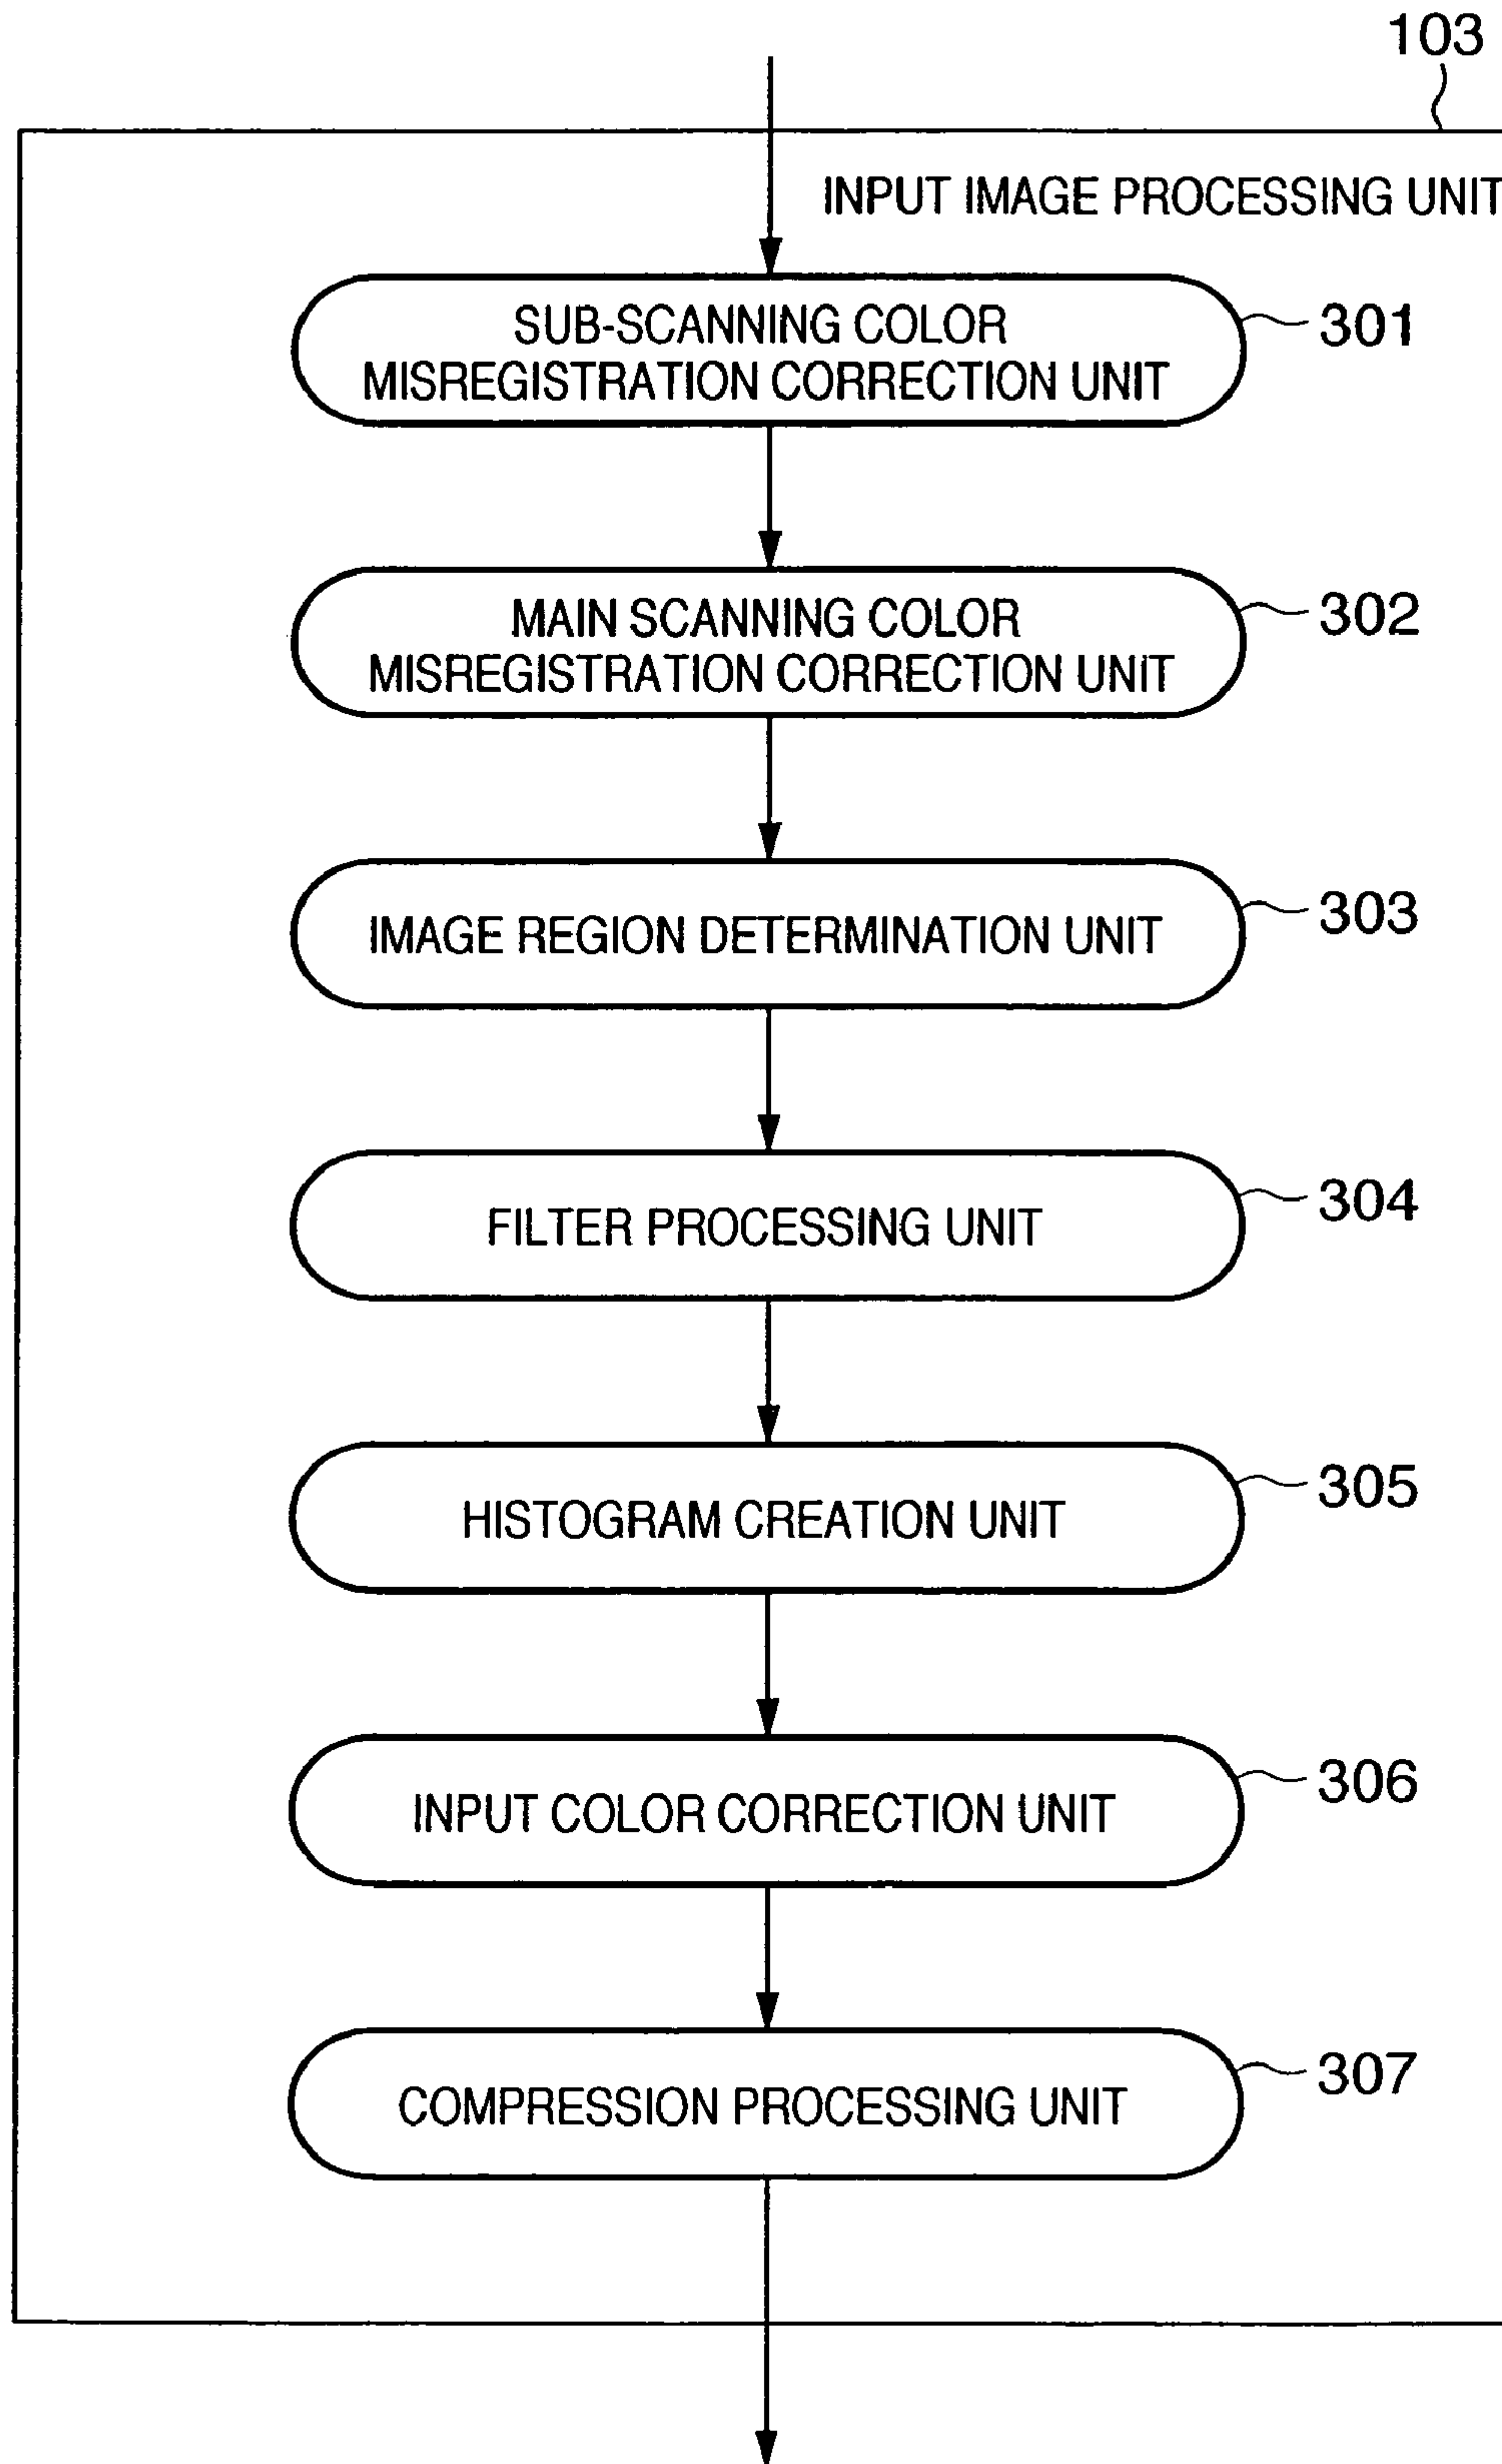 103
INPUT IMAGE PROCESSING UNIT
SUB-SCANNING COLOR
MISREGISTRATION CORRECTION UNIT
301
MAIN SCANNING COLOR
MISREGISTRATION CORRECTION UNIT
302
IMAGE REGION DETERMINATION UNIT
303
FILTER PROCESSING UNIT
304
HISTOGRAM CREATION UNIT
305
INPUT COLOR CORRECTION UNIT
306
COMPRESSION PROCESSING UNIT
307